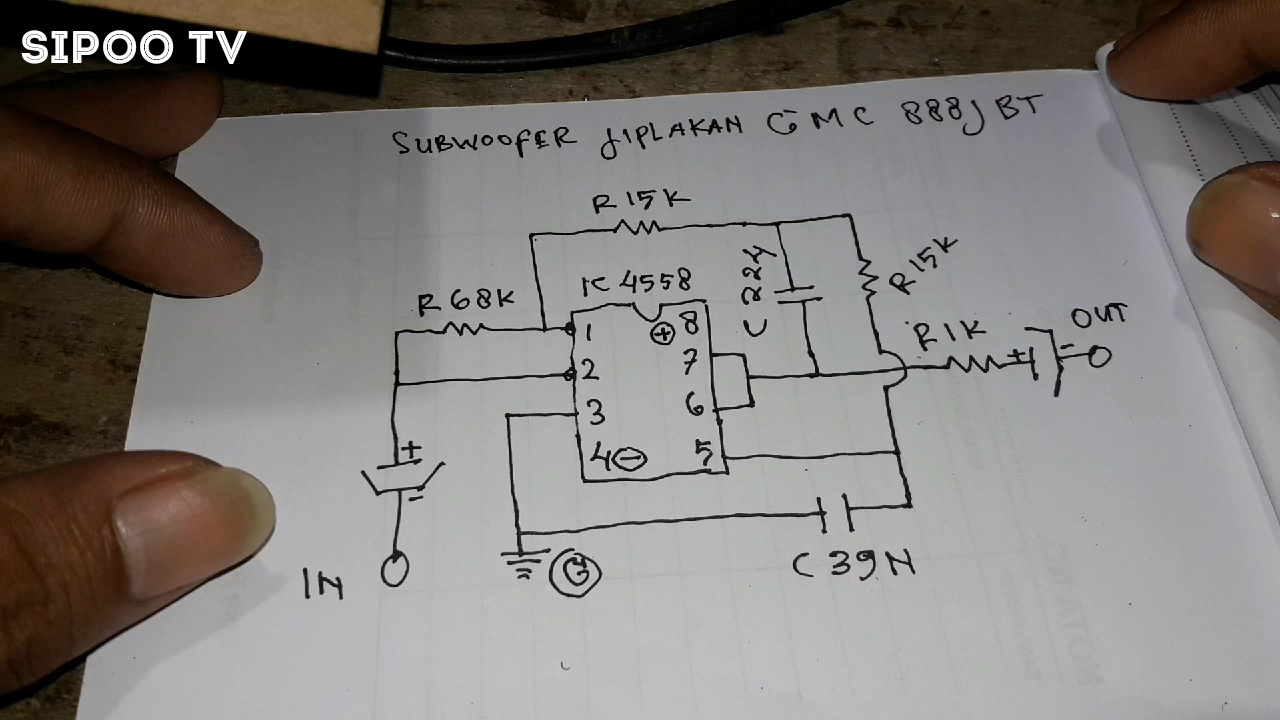 SIPOO TV
SUBWOOFER JIPLAKAN GMC 888J BT
R 15K
IC 4558
R 68K
C 224
R 15K
R 1K
OUT
1
8
+
2
7
3
6
4 -
5
+
-
+
-
IN
G
C 39N